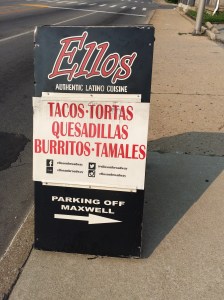 Ellos
AUTHENTIC LATINO CUISINE
TACOS·TORTAS
QUESADILLAS
BURRITOS·TAMALES
PARKING OFF
MAXWELL